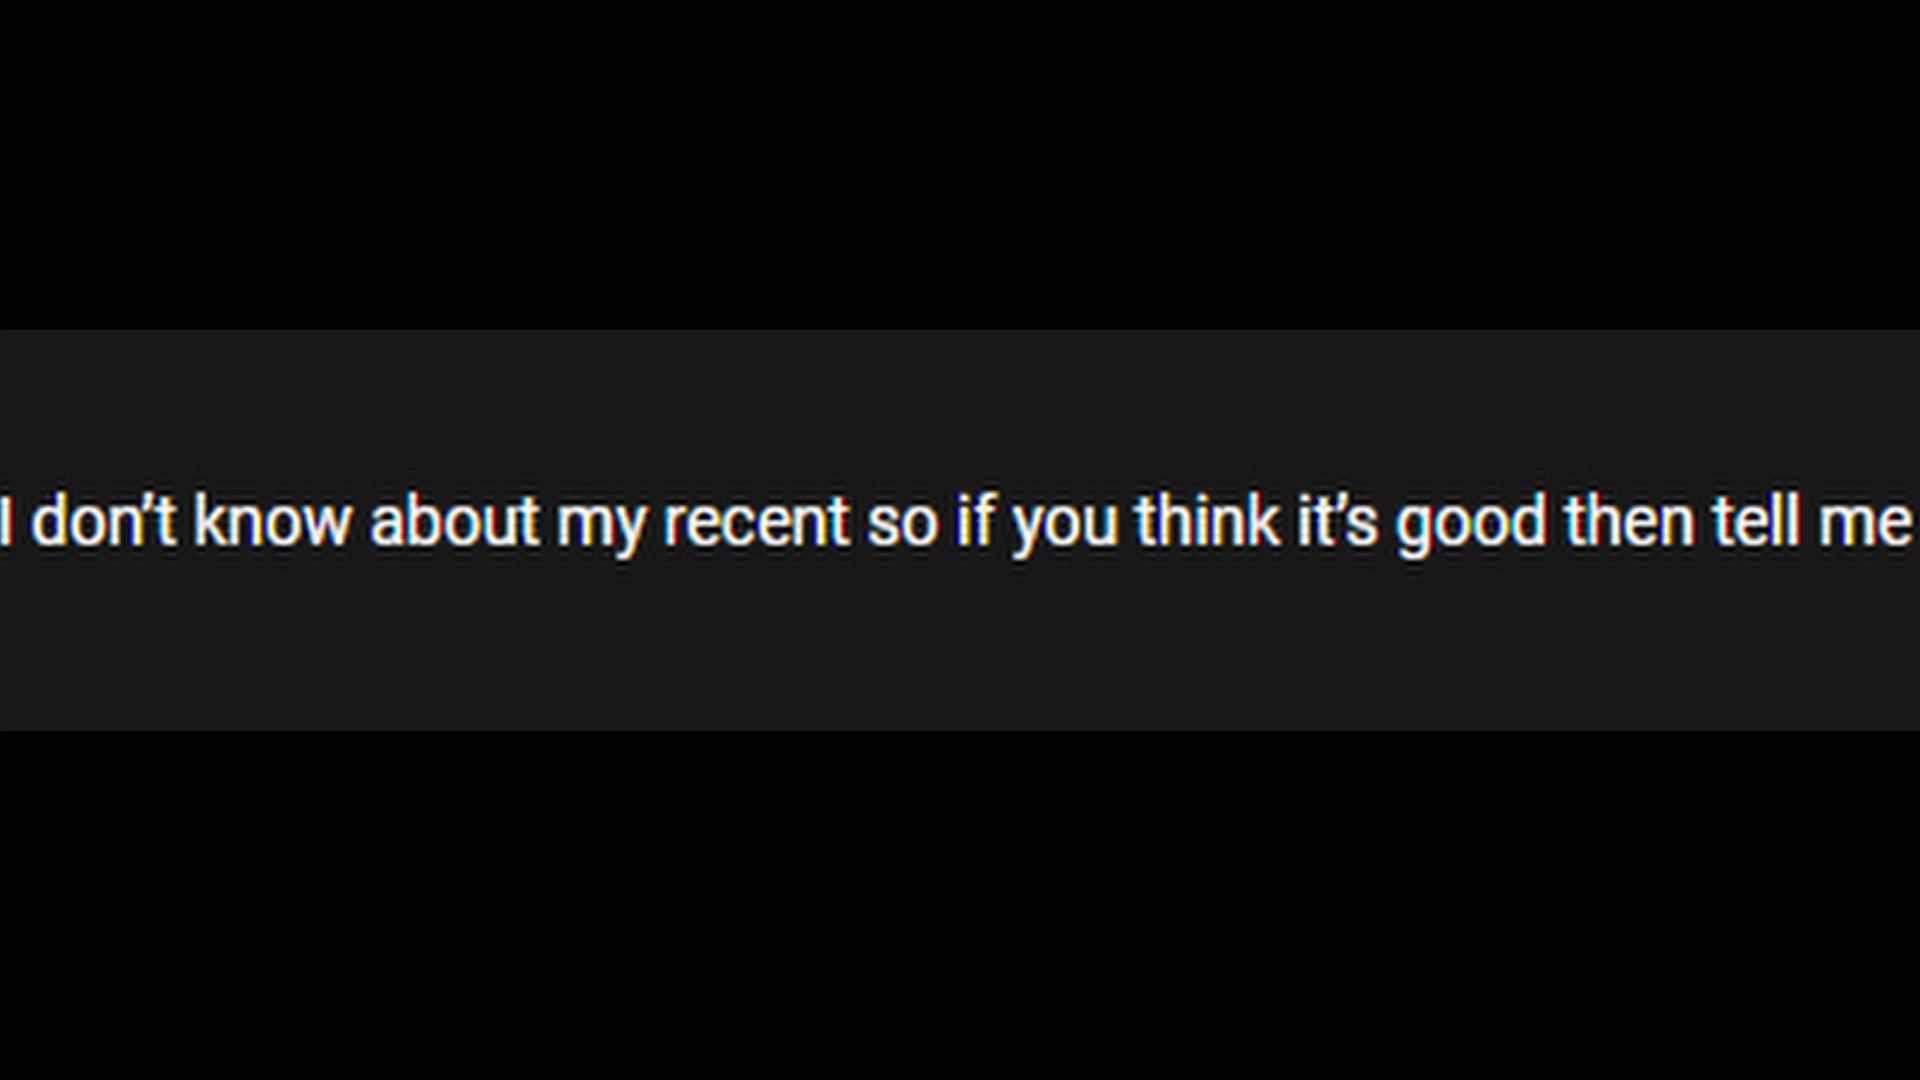 I don’t know about my recent so if you think it’s good then tell me